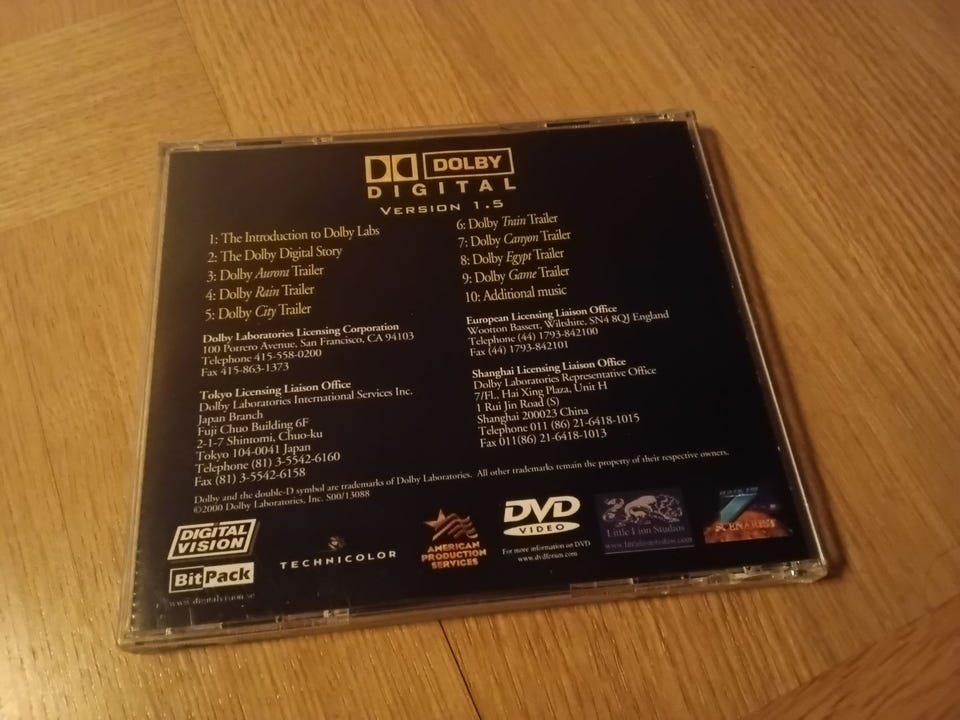 DOLBY
DIGITAL
VERSION 1.5
1: The Introduction to Dolby Labs
2: The Dolby Digital Story
3: Dolby Aurora Trailer
4: Dolby Rain Trailer
5: Dolby City Trailer
6: Dolby Train Trailer
7: Dolby Canyon Trailer
8: Dolby Egypt Trailer
9: Dolby Game Trailer
10: Additional music
Dolby Laboratories Licensing Corporation
100 Potrero Avenue, San Francisco, CA 94103
Telephone 415-558-0200
Fax 415-863-1373
Tokyo Licensing Liaison Office
Dolby Laboratories International Services Inc.
Japan Branch
Fuji Chuo Building 6F
2-1-7 Shintomi, Chuo-ku
Tokyo 104-0041 Japan
Telephone (81) 3-5542-6160
Fax (81) 3-5542-6158
European Licensing Liaison Office
Wootton Bassett, Wiltshire, SN4 8QJ England
Telephone (44) 1793-842100
Fax (44) 1793-842101
Shanghai Licensing Liaison Office
Dolby Laboratories Representative Office
7/Fl., Hai Xing Plaza, Unit H
1 Rui Jin Road (S)
Shanghai 200023 China
Telephone 011 (86) 21-6418-1015
Fax 011(86) 21-6418-1013
Dolby and the double-D symbol are trademarks of Dolby Laboratories. All other trademarks remain the property of their respective owners.
©2000 Dolby Laboratories, Inc. S00/13088
DIGITAL
VISION
BitPack
www.digitalvision.se
TECHNICOLOR
AMERICAN
PRODUCTION
SERVICES
DVD
VIDEO
For more information on DVD
www.dvdforum.com
Little Lion Studios
www.littlelionstudios.com
SCENARIST